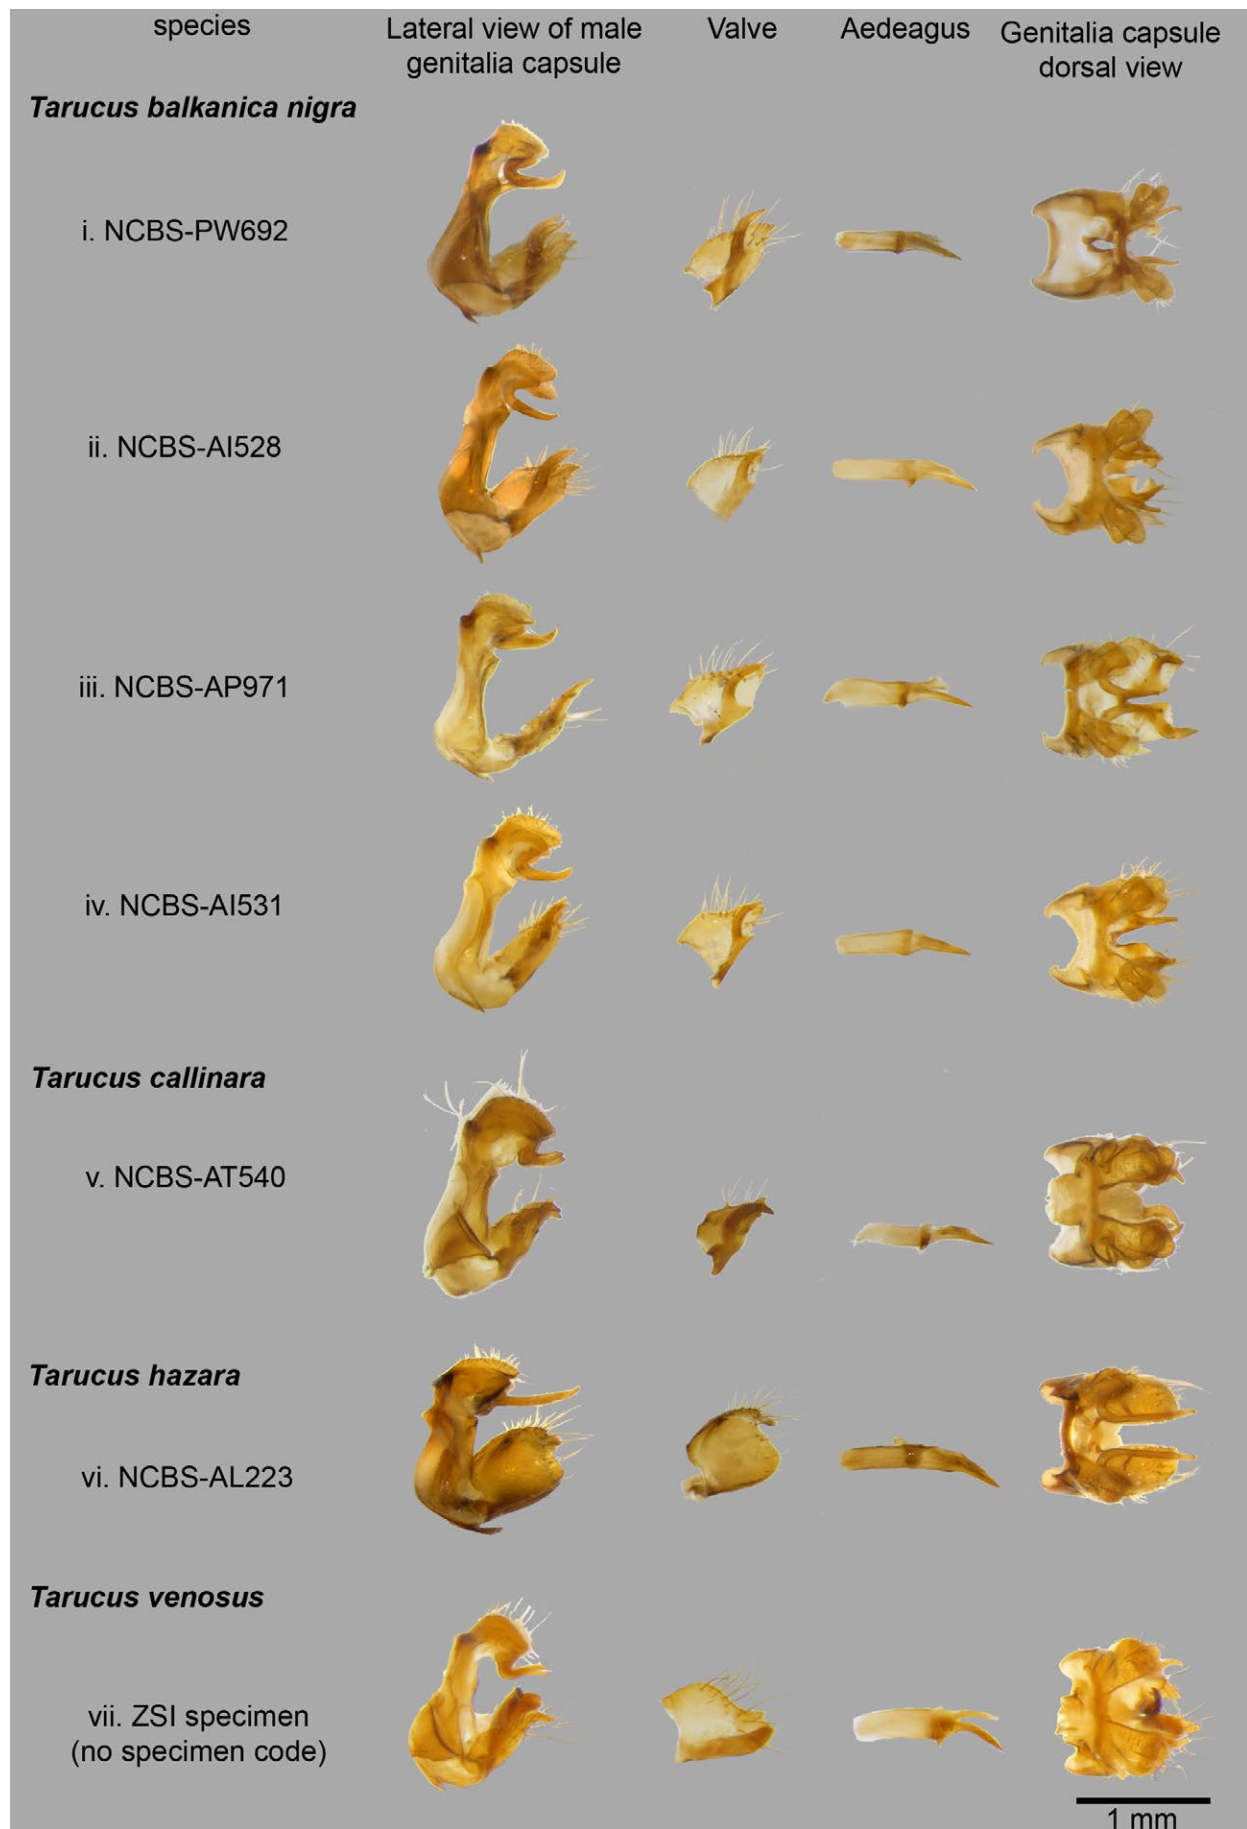 species
Lateral view of male
genitalia capsule
Valve
Aedeagus
Genitalia capsule
dorsal view
Tarucus balkanica nigra
i. NCBS-PW692
ii. NCBS-AI528
iii. NCBS-AP971
iv. NCBS-AI531
Tarucus callinara
v. NCBS-AT540
Tarucus hazara
vi. NCBS-AL223
Tarucus venosus
vii. ZSI specimen
(no specimen code)
1 mm